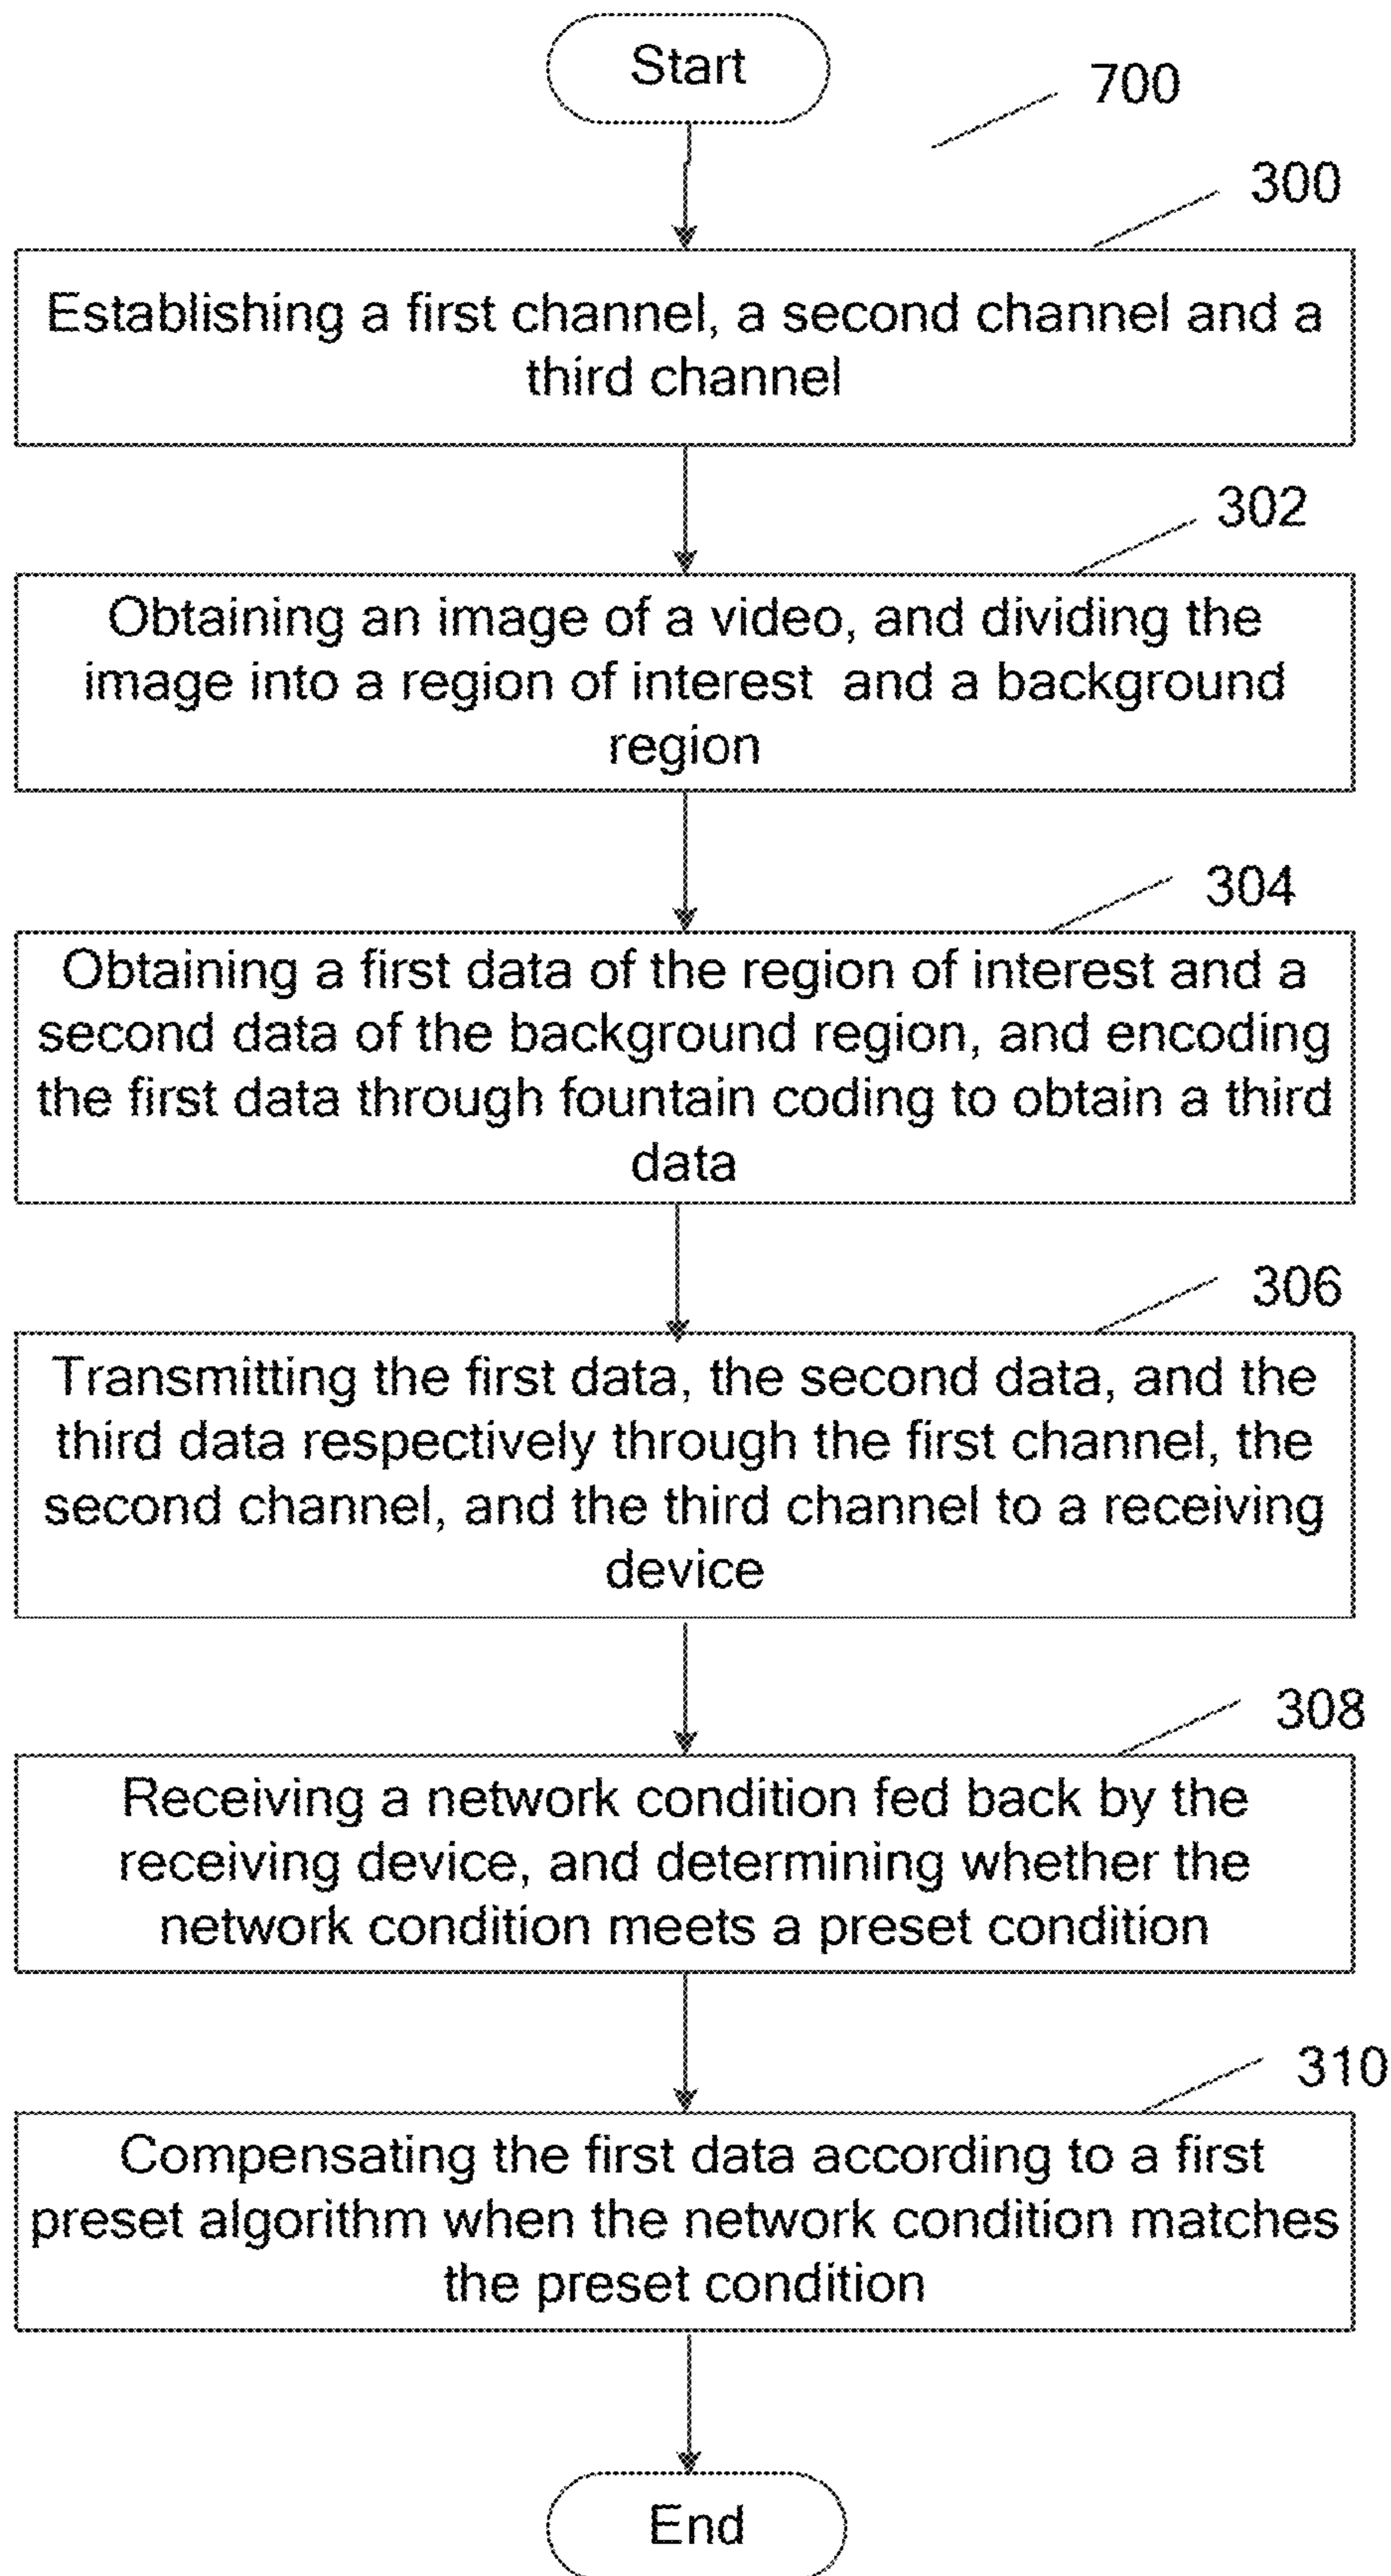 Start
700
300
Establishing a first channel, a second channel and a
third channel
302
Obtaining an image of a video, and dividing the
image into a region of interest and a background
region
304
Obtaining a first data of the region of interest and a
second data of the background region, and encoding
the first data through fountain coding to obtain a third
data
306
Transmitting the first data, the second data, and the
third data respectively through the first channel, the
second channel, and the third channel to a receiving
device
308
Receiving a network condition fed back by the
receiving device, and determining whether the
network condition meets a preset condition
310
Compensating the first data according to a first
preset algorithm when the network condition matches
the preset condition
End